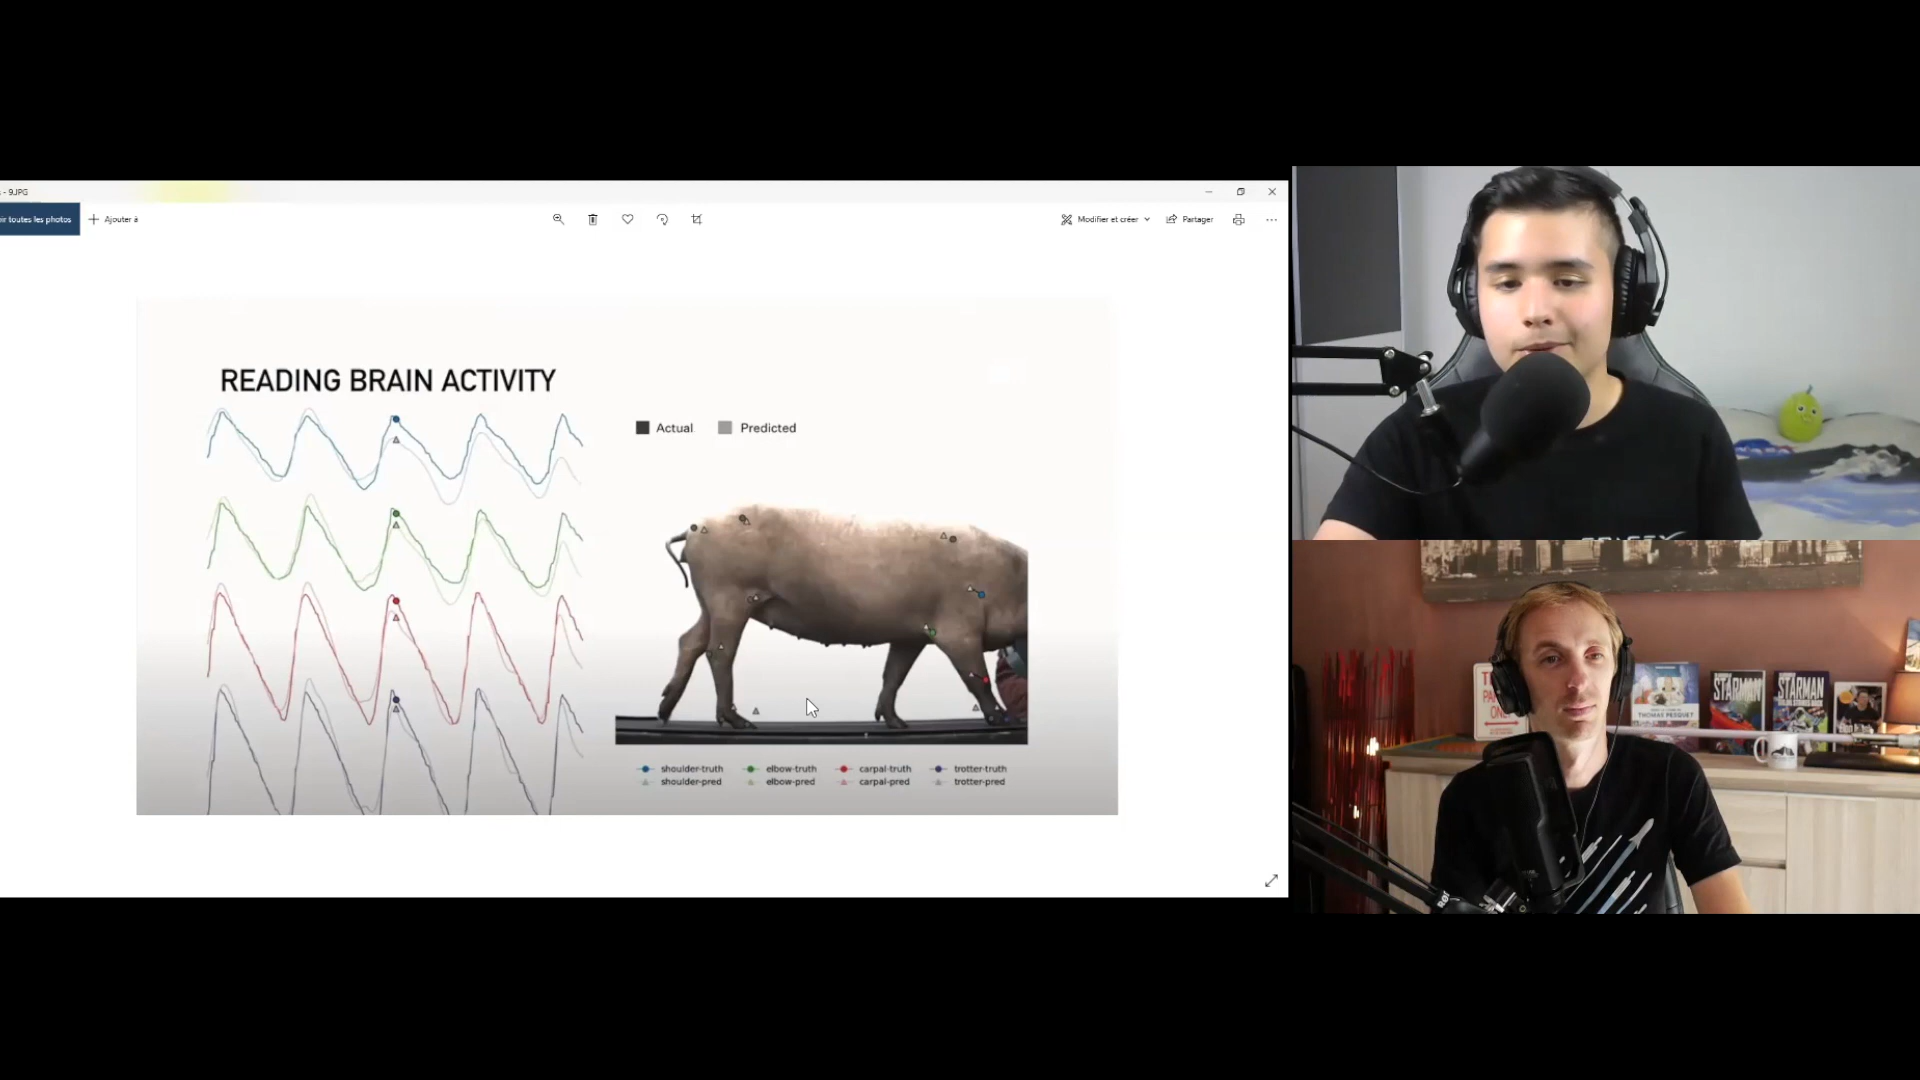 - 9.JPG
ir toutes les photos
Ajouter à
Modifier et créer
Partager
READING BRAIN ACTIVITY
Actual
Predicted
shoulder-truth
elbow-truth
carpal-truth
trotter-truth
shoulder-pred
elbow-pred
carpal-pred
trotter-pred
THOMAS PESQUET
STARMAN
STARMAN